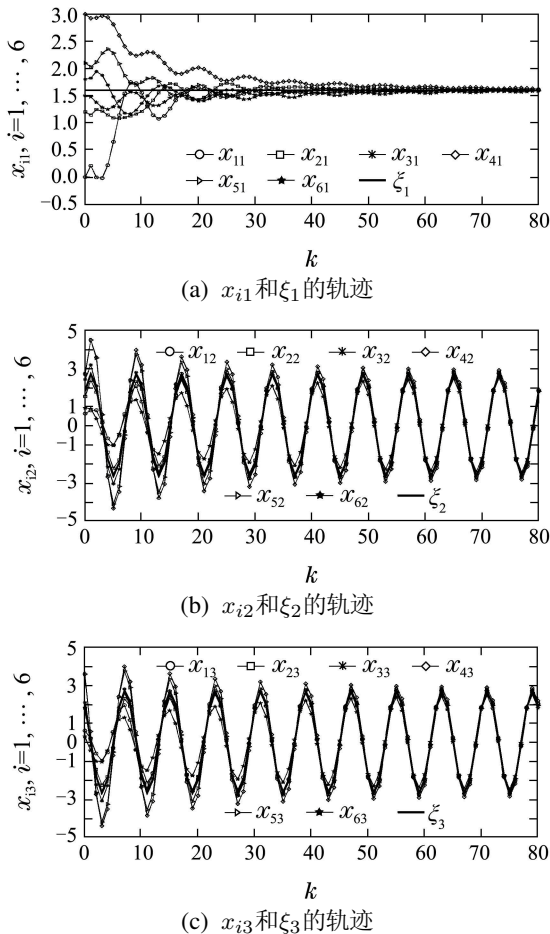 3.0
2.5
2.0
1.5
1.0
0.5
0.0
−0.5
x_{i1}, i=1, ⋯, 6
x_{11} x_{21} x_{31} x_{41}
x_{51} x_{61} ξ_1
0 10 20 30 40 50 60 70 80
k
(a) x_{i1}和ξ_1的轨迹
5
3
1
0
−1
−3
−5
x_{i2}, i=1, ⋯, 6
x_{12} x_{22} x_{32} x_{42}
x_{52} x_{62} ξ_2
0 10 20 30 40 50 60 70 80
k
(b) x_{i2}和ξ_2的轨迹
5
3
1
0
−1
−3
−5
x_{i3}, i=1, ⋯, 6
x_{13} x_{23} x_{33} x_{43}
x_{53} x_{63} ξ_3
0 10 20 30 40 50 60 70 80
k
(c) x_{i3}和ξ_3的轨迹